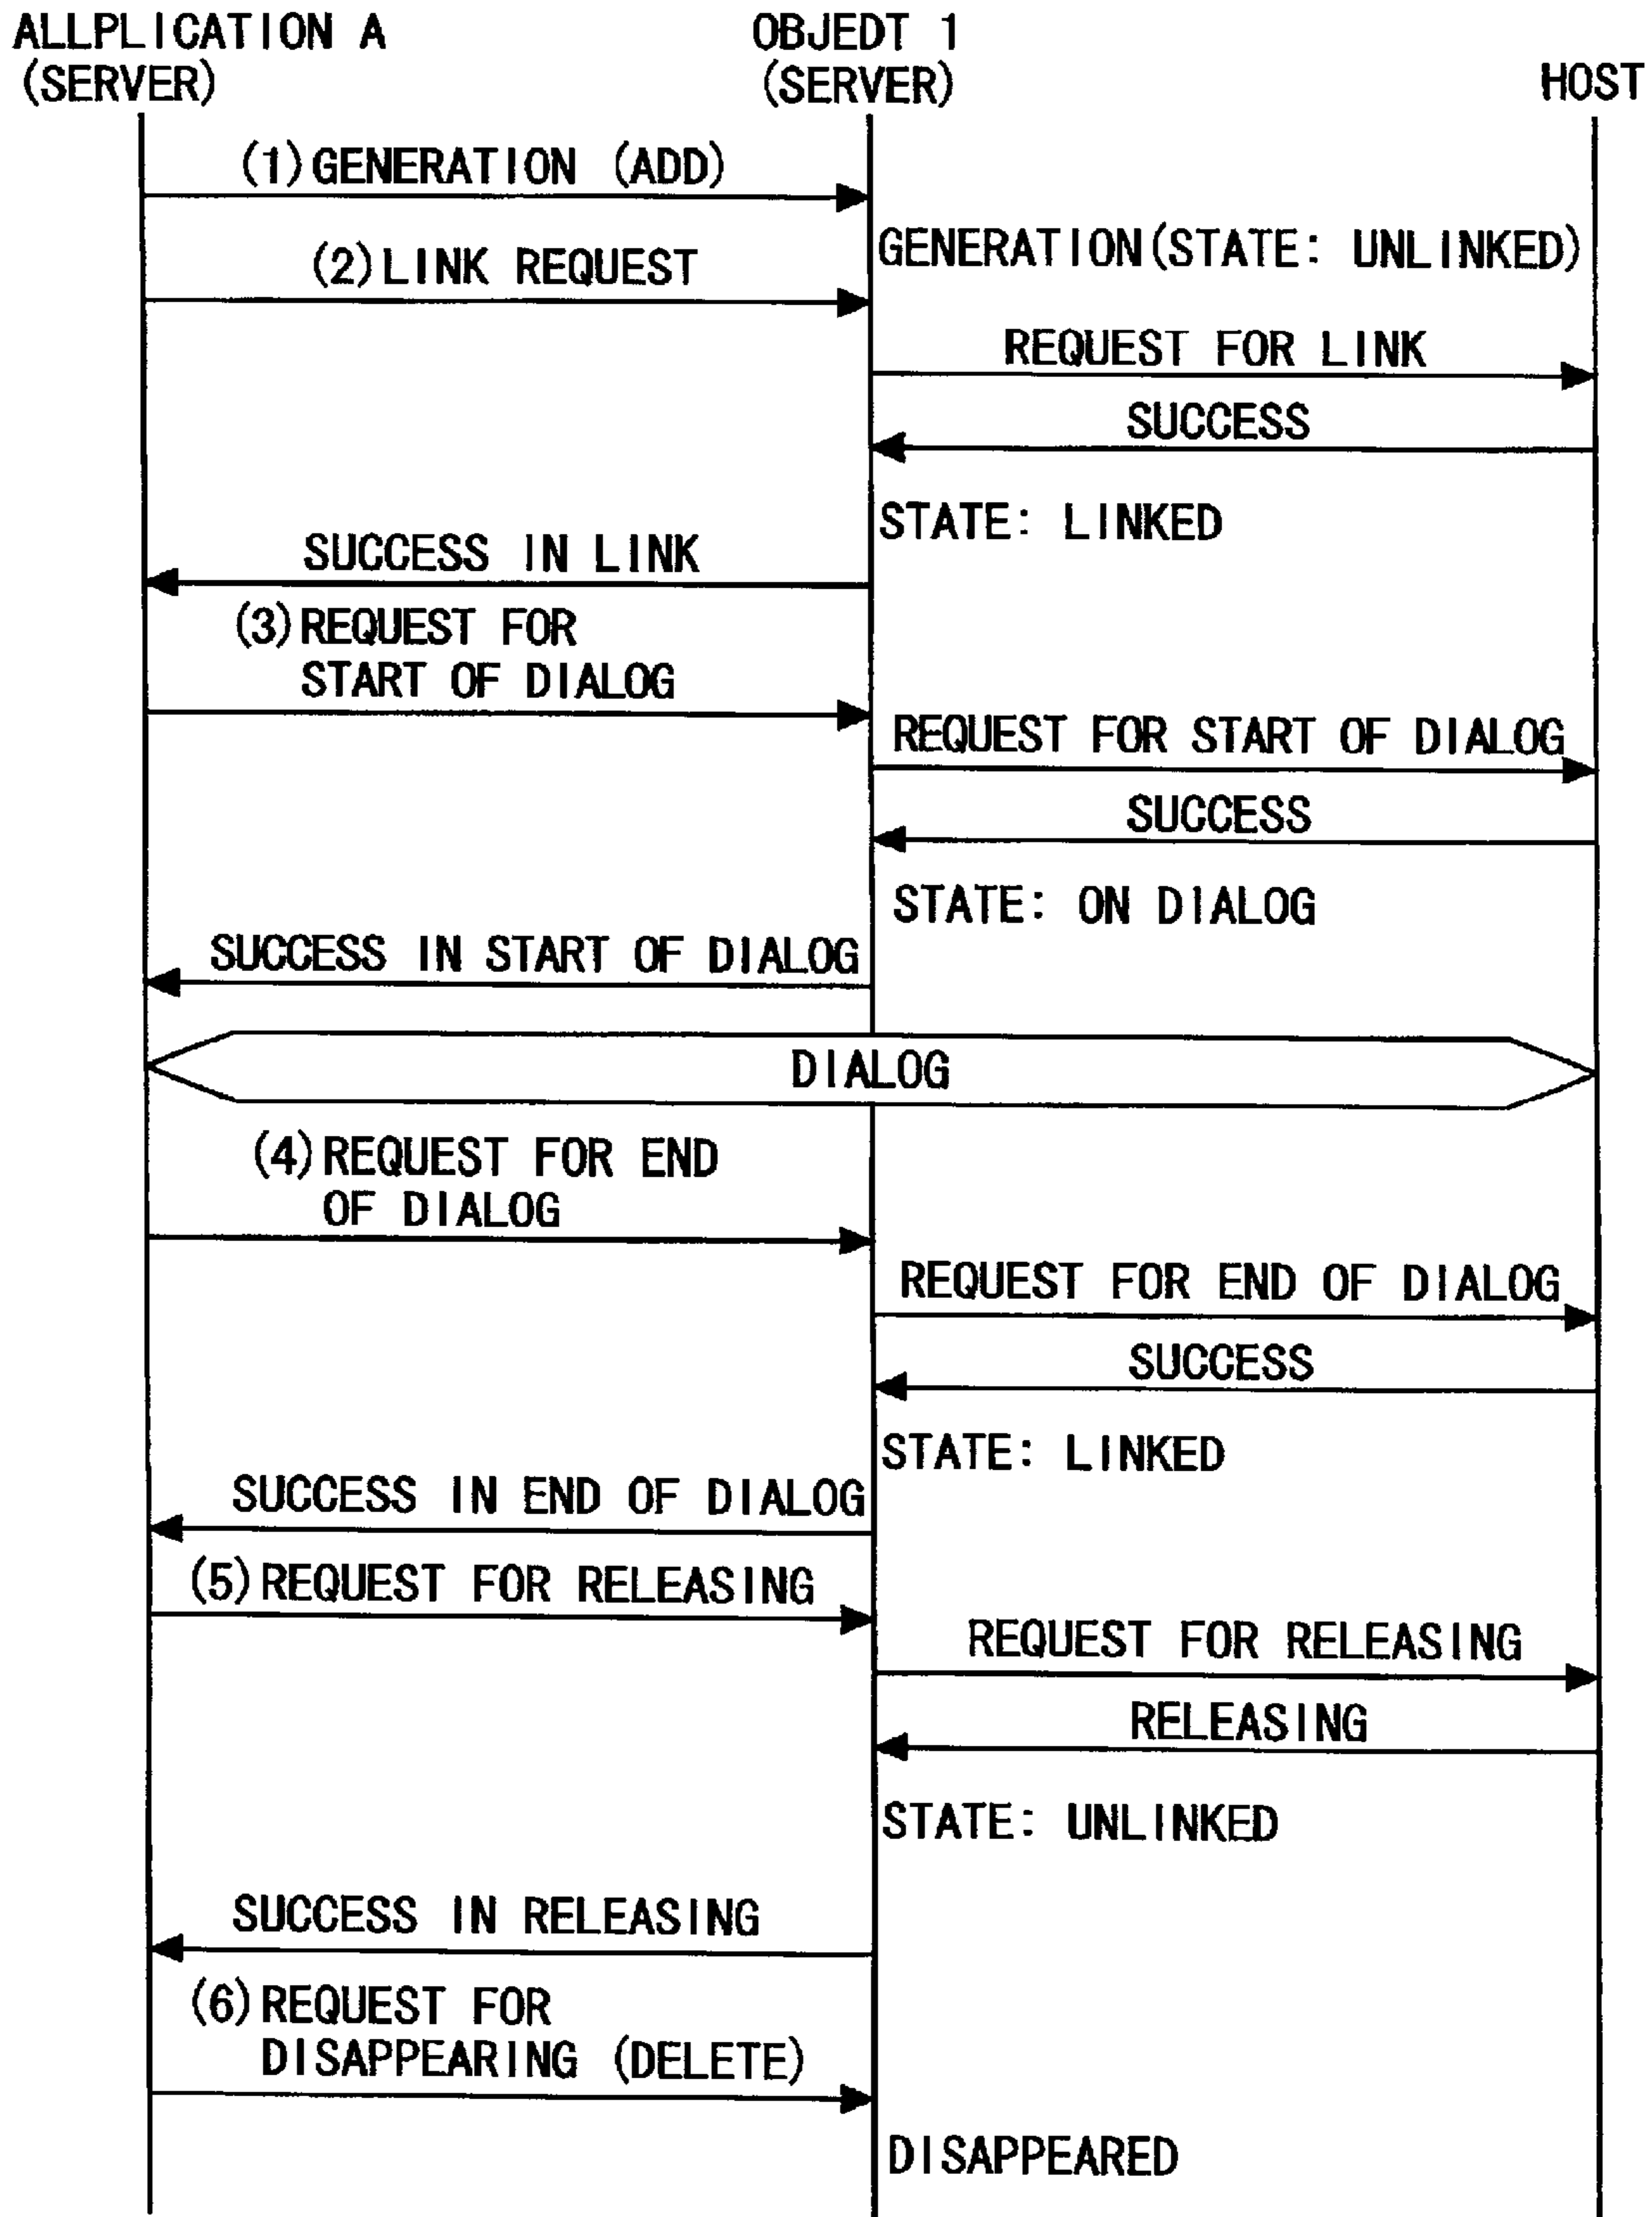 ALLPLICATION A
(SERVER)
OBJEDT 1
(SERVER)
HOST
(1)GENERATION (ADD)
GENERATION(STATE: UNLINKED)
(2)LINK REQUEST
REQUEST FOR LINK
SUCCESS
STATE: LINKED
SUCCESS IN LINK
(3)REQUEST FOR
START OF DIALOG
REQUEST FOR START OF DIALOG
SUCCESS
STATE: ON DIALOG
SUCCESS IN START OF DIALOG
DIALOG
(4)REQUEST FOR END
OF DIALOG
REQUEST FOR END OF DIALOG
SUCCESS
STATE: LINKED
SUCCESS IN END OF DIALOG
(5)REQUEST FOR RELEASING
REQUEST FOR RELEASING
RELEASING
STATE: UNLINKED
SUCCESS IN RELEASING
(6)REQUEST FOR
DISAPPEARING (DELETE)
DISAPPEARED